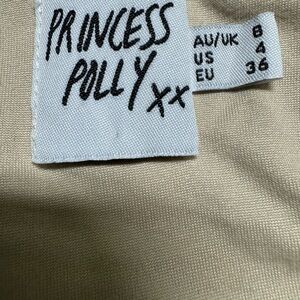 PRINCESS
POLLY
xx
AU/UK 8
US 4
EU 36